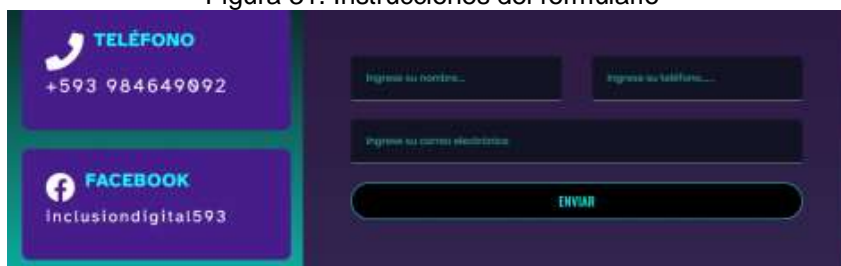 Figura 31. Instrucciones del formulario
TELÉFONO
+593 984649092
FACEBOOK
inclusiondigital593
Ingrese su nombre...
Ingrese su teléfono.....
Ingrese su correo electrónico
ENVIAR